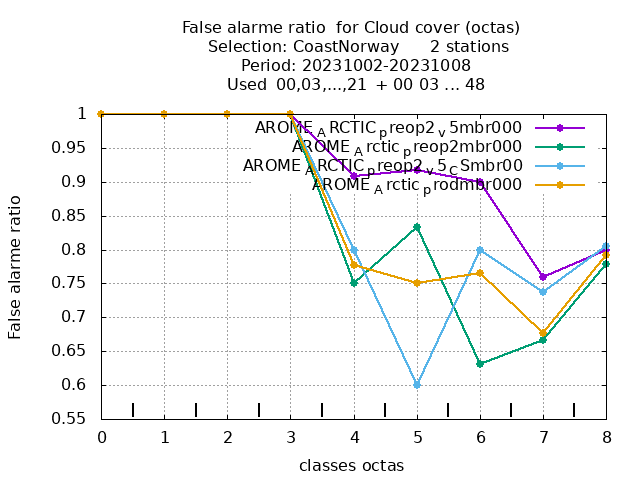 False alarme ratio  for Cloud cover (octas)
Selection: CoastNorway      2 stations
Period: 20231002-20231008
Used  00,03,...,21  + 00 03 ... 48
AROME_ARCTIC_preop2_v5mbr000
AROME_Arctic_preop2mbr000
AROME_ARCTIC_preop2_v5_CSmbr00
AROME_Arctic_prodmbr000
False alarme ratio
1
0.95
0.9
0.85
0.8
0.75
0.7
0.65
0.6
0.55
0 1 2 3 4 5 6 7 8
classes octas